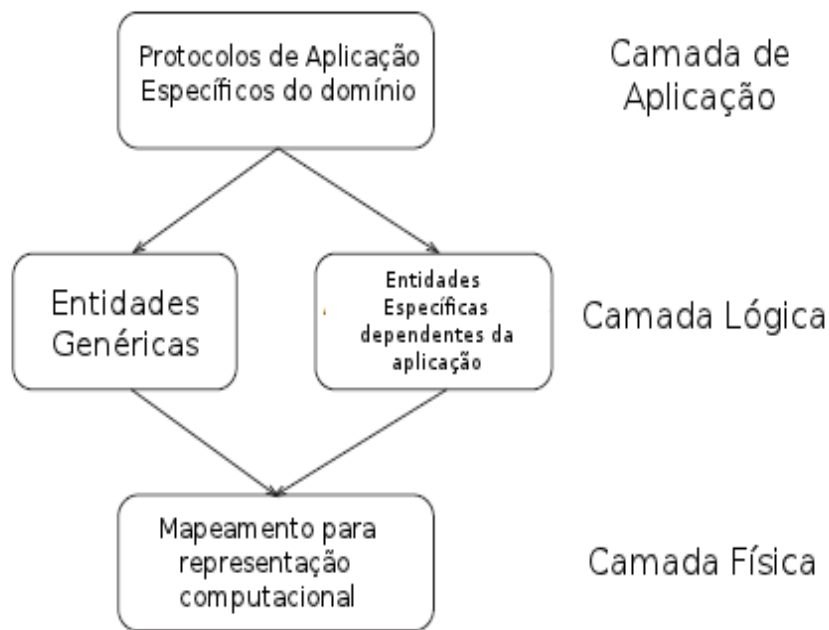 Protocolos de Aplicação
Específicos do domínio
Camada de
Aplicação
Entidades
Genéricas
Entidades
Específicas
dependentes da
aplicação
Camada Lógica
Mapeamento para
representação
computacional
Camada Física